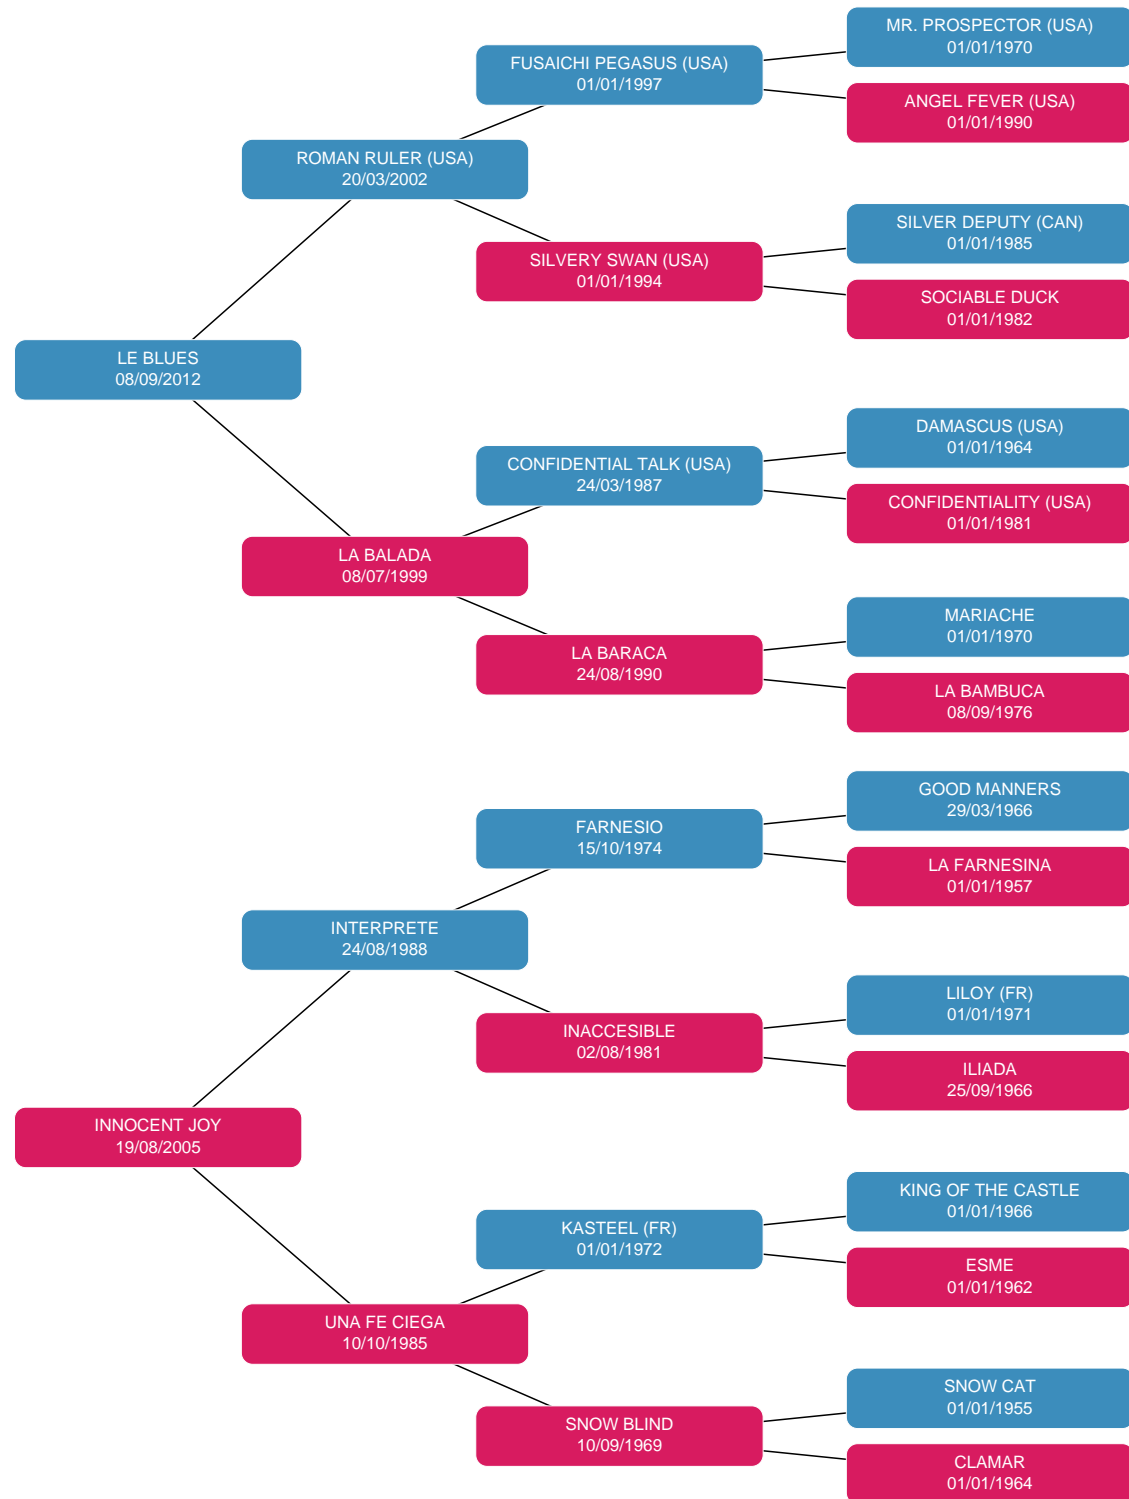 MR. PROSPECTOR (USA)
01/01/1970
FUSAICHI PEGASUS (USA)
01/01/1997
ANGEL FEVER (USA)
01/01/1990
ROMAN RULER (USA)
20/03/2002
SILVER DEPUTY (CAN)
01/01/1985
SILVERY SWAN (USA)
01/01/1994
SOCIABLE DUCK
01/01/1982
LE BLUES
08/09/2012
DAMASCUS (USA)
01/01/1964
CONFIDENTIAL TALK (USA)
24/03/1987
CONFIDENTIALITY (USA)
01/01/1981
LA BALADA
08/07/1999
MARIACHE
01/01/1970
LA BARACA
24/08/1990
LA BAMBUCA
08/09/1976
GOOD MANNERS
29/03/1966
FARNESIO
15/10/1974
LA FARNESINA
01/01/1957
INTERPRETE
24/08/1988
LILOY (FR)
01/01/1971
INACCESIBLE
02/08/1981
ILIADA
25/09/1966
INNOCENT JOY
19/08/2005
KING OF THE CASTLE
01/01/1966
KASTEEL (FR)
01/01/1972
ESME
01/01/1962
UNA FE CIEGA
10/10/1985
SNOW CAT
01/01/1955
SNOW BLIND
10/09/1969
CLAMAR
01/01/1964